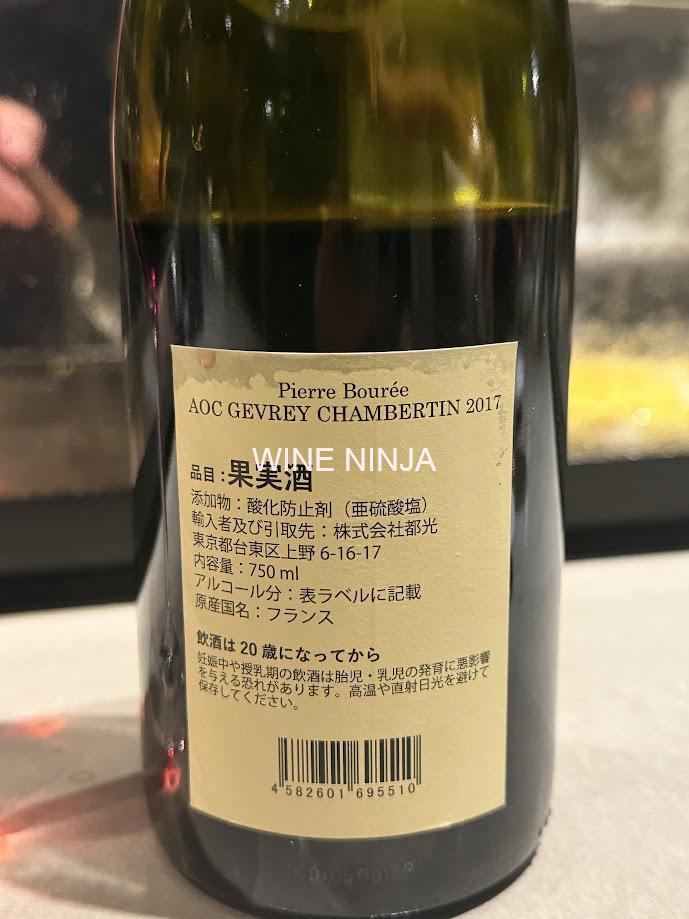 Pierre Bourée
AOC GEVREY CHAMBERTIN 2017
WINE NINJA
品目：果実酒
添加物：酸化防止剤（亜硫酸塩）
輸入者及び引取先：株式会社都光
東京都台東区上野 6-16-17
内容量：750 ml
アルコール分：表ラベルに記載
原産国名：フランス
飲酒は 20 歳になってから
妊娠中や授乳期の飲酒は胎児・乳児の発育に悪影響
を与える恐れがあります。高温や直射日光を避けて
保存してください。
4 582601 695510